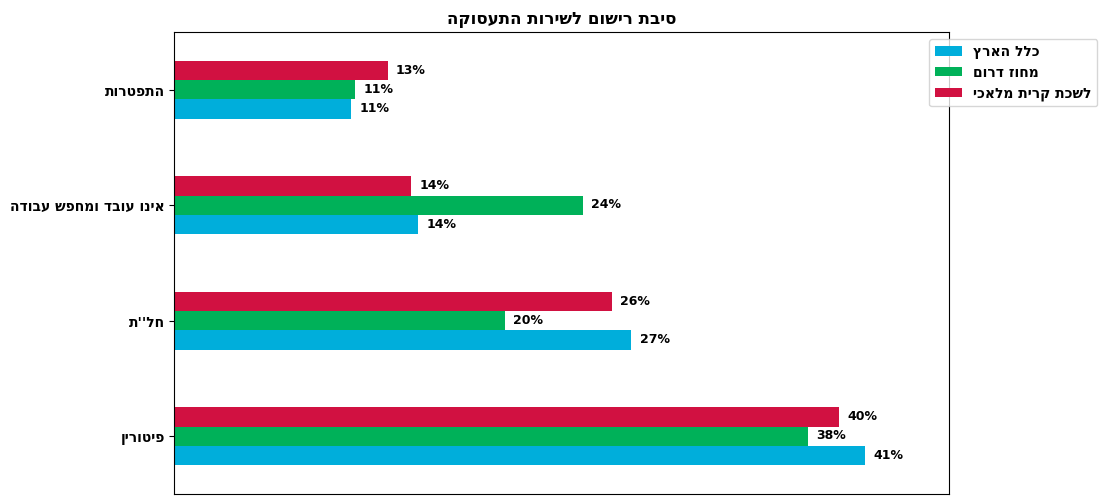 סיבת רישום לשירות התעסוקה
כלל הארץ
מחוז דרום
לשכת קרית מלאכי
התפטרות
13%
11%
11%
אינו עובד ומחפש עבודה
14%
24%
14%
חל''ת
26%
20%
27%
פיטורין
40%
38%
41%